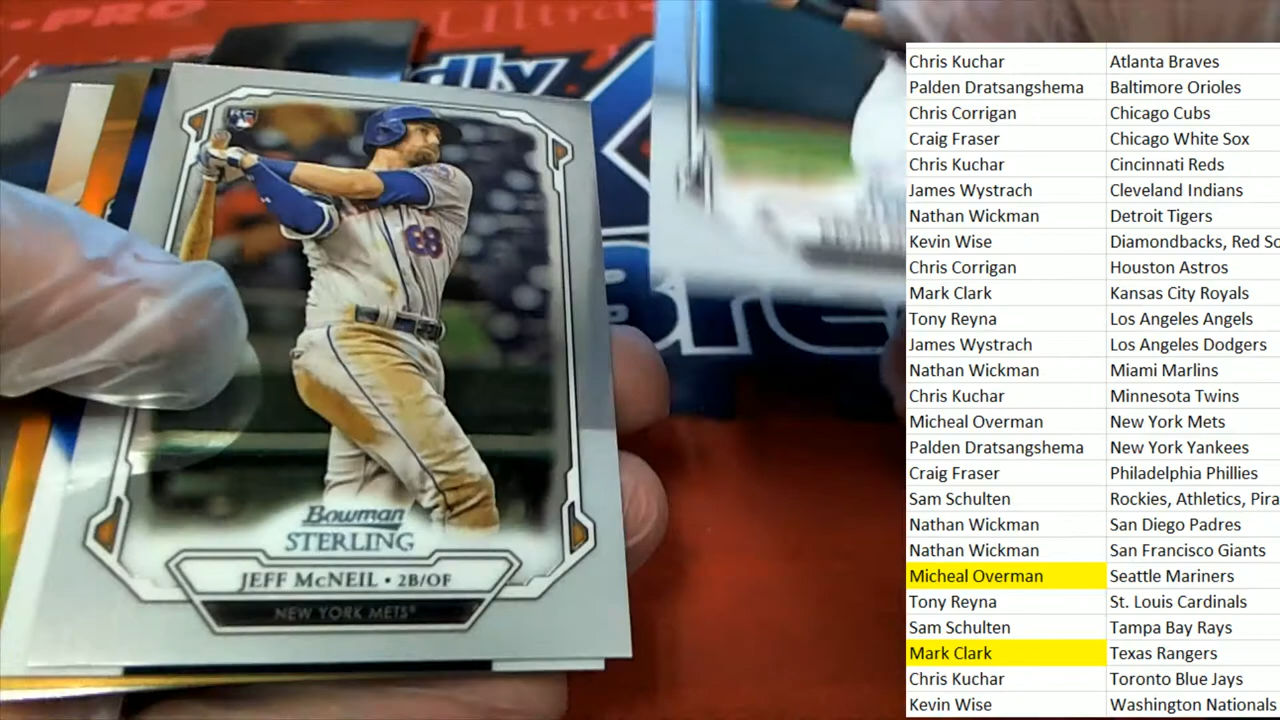 -PRO
Ultra
dly
Bre
RC
68
Bowman
STERLING
JEFF McNEIL • 2B/OF
NEW YORK METS®
Chris Kuchar Atlanta Braves
Palden Dratsangshema Baltimore Orioles
Chris Corrigan Chicago Cubs
Craig Fraser Chicago White Sox
Chris Kuchar Cincinnati Reds
James Wystrach Cleveland Indians
Nathan Wickman Detroit Tigers
Kevin Wise Diamondbacks, Red So
Chris Corrigan Houston Astros
Mark Clark Kansas City Royals
Tony Reyna Los Angeles Angels
James Wystrach Los Angeles Dodgers
Nathan Wickman Miami Marlins
Chris Kuchar Minnesota Twins
Micheal Overman New York Mets
Palden Dratsangshema New York Yankees
Craig Fraser Philadelphia Phillies
Sam Schulten Rockies, Athletics, Pira
Nathan Wickman San Diego Padres
Nathan Wickman San Francisco Giants
Micheal Overman Seattle Mariners
Tony Reyna St. Louis Cardinals
Sam Schulten Tampa Bay Rays
Mark Clark Texas Rangers
Chris Kuchar Toronto Blue Jays
Kevin Wise Washington Nationals